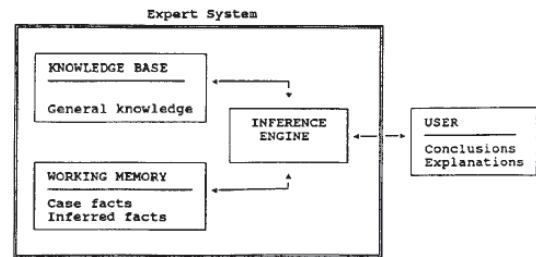 Expert System
KNOWLEDGE BASE
General knowledge
INFERENCE
ENGINE
USER
Conclusions
Explanations
WORKING MEMORY
Case facts
Inferred facts